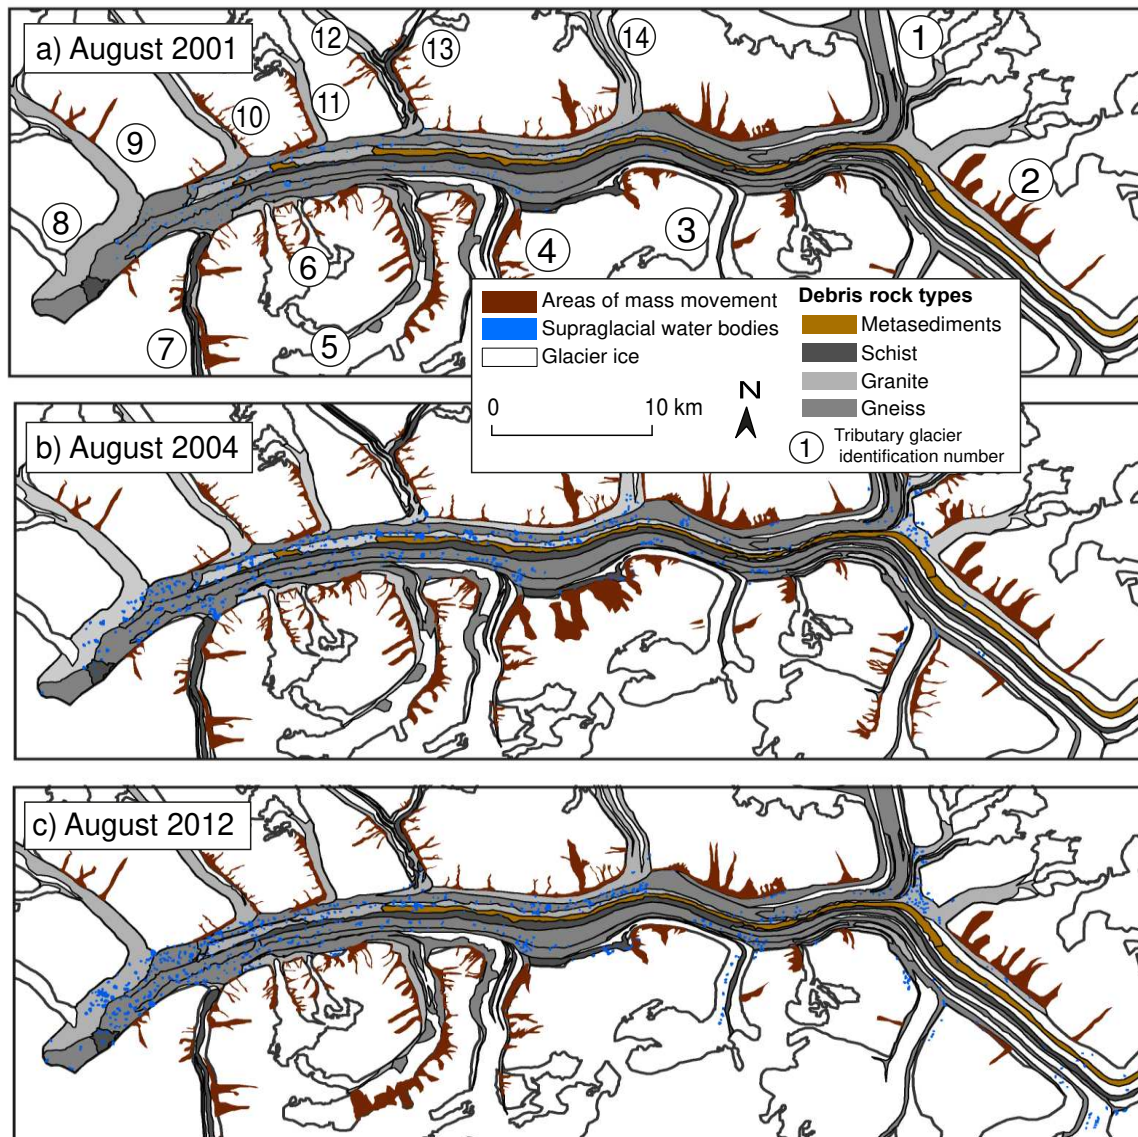 a) August 2001
12
13
14
1
11
10
9
2
8
3
4
6
5
7
Areas of mass movement
Supraglacial water bodies
Glacier ice
0 10 km
N
Debris rock types
Metasediments
Schist
Granite
Gneiss
1 Tributary glacier
identification number
b) August 2004
c) August 2012